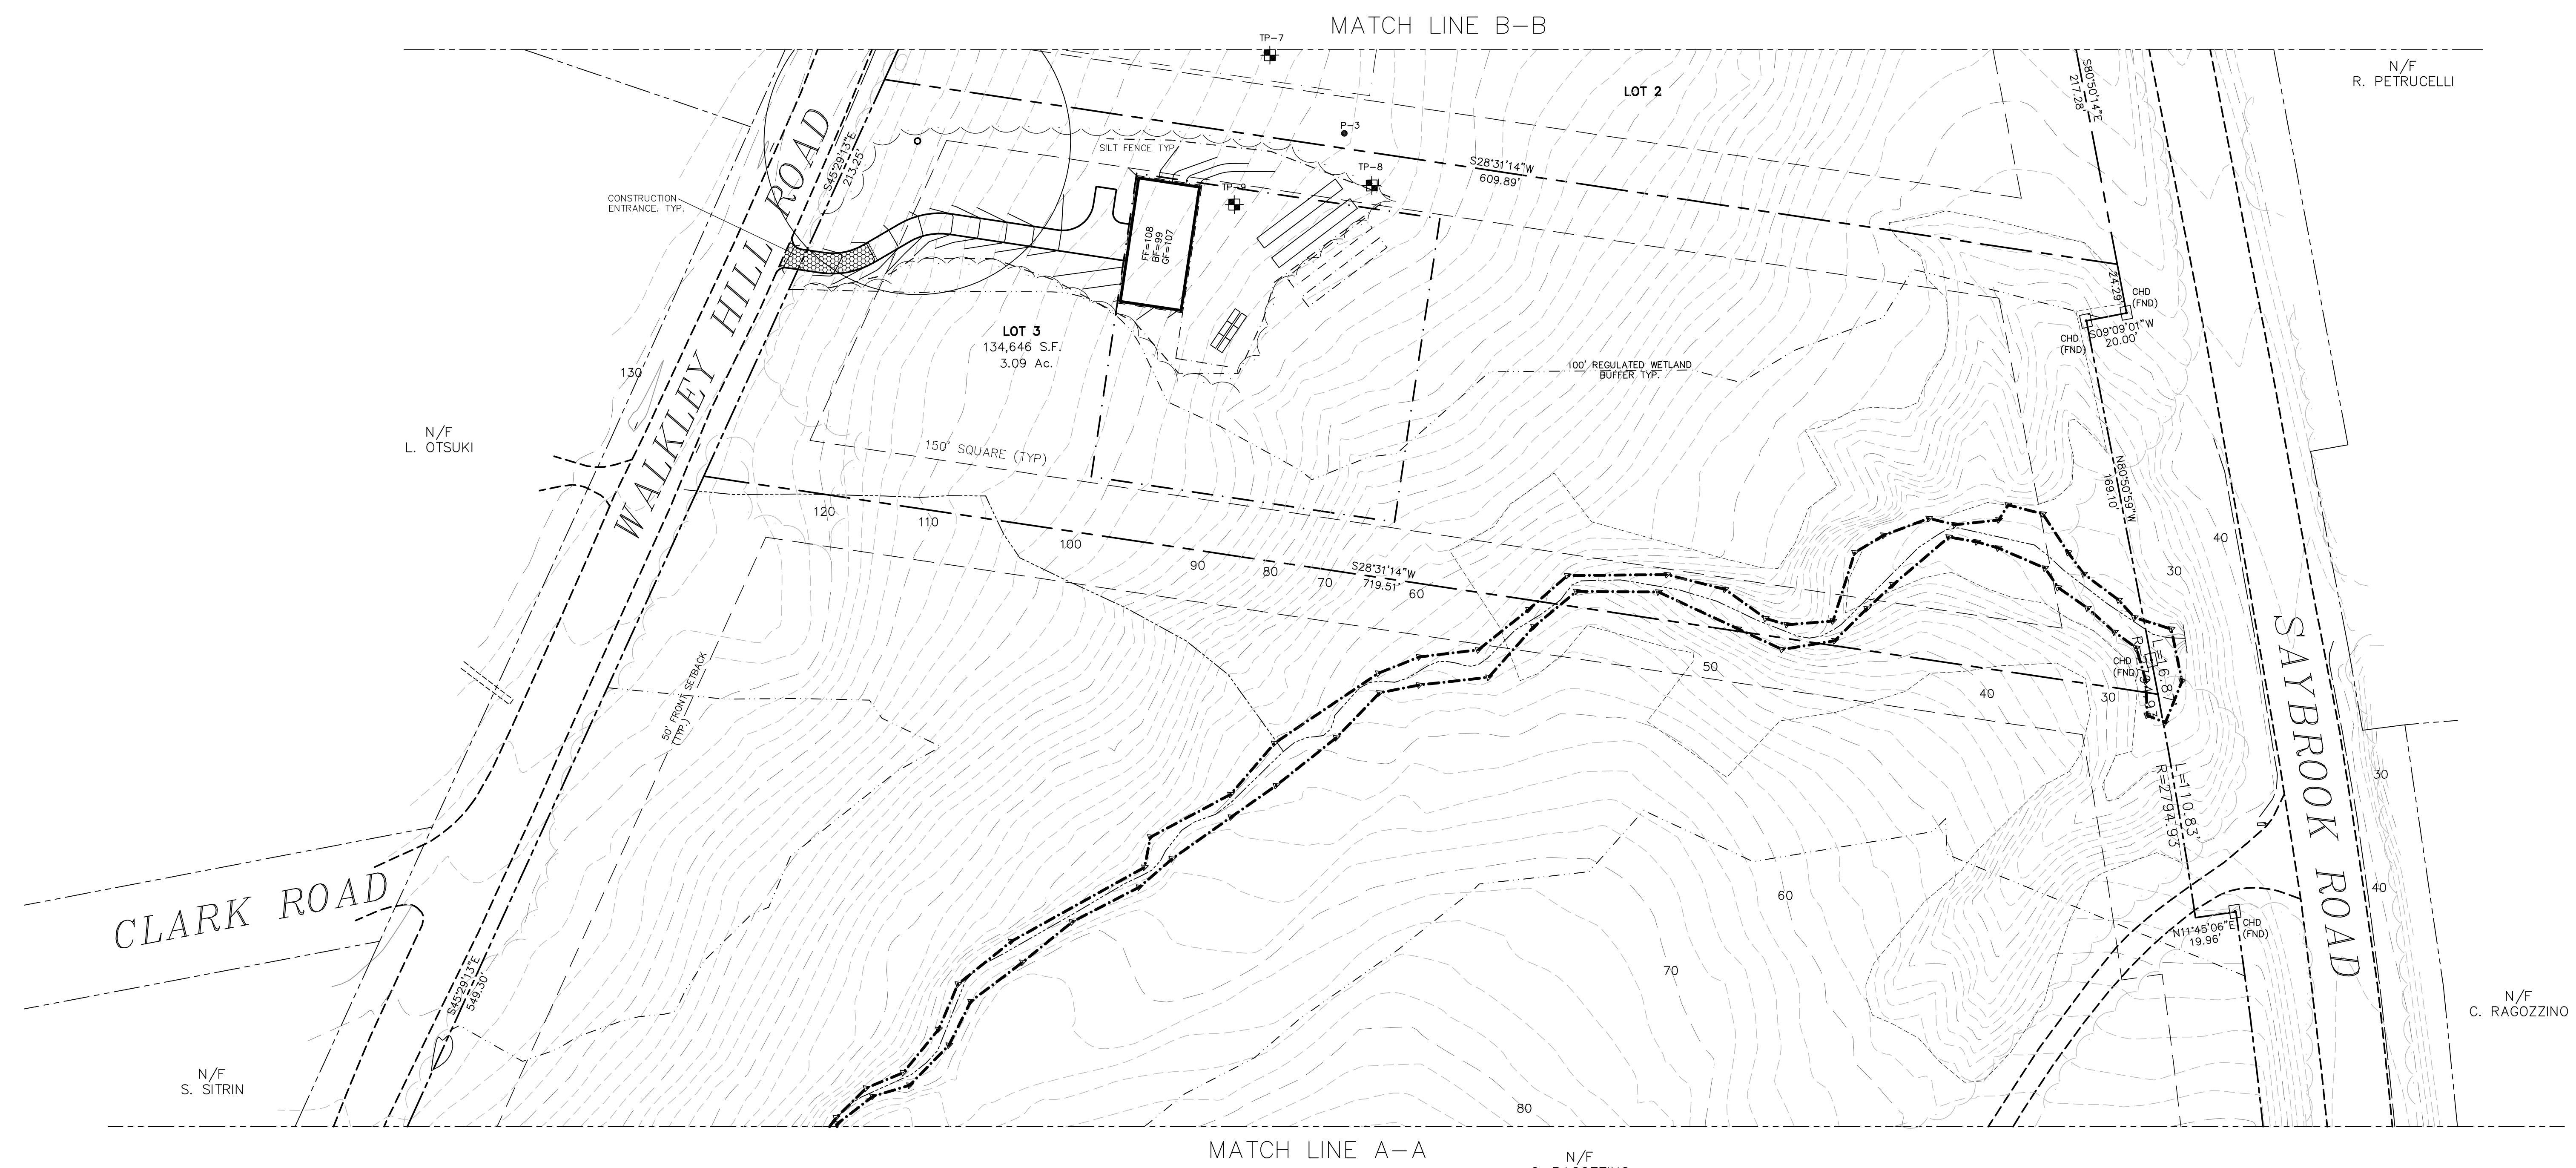 MATCH LINE B-B
TP-7
N/F
R. PETRUCELLI
LOT 2
S80°50'14"E
217.28'
P-3
SILT FENCE TYP.
TP-8
S45°29'13"E
213.25'
S28°31'14"W
609.89'
TP-9
CONSTRUCTION
ENTRANCE. TYP.
FF=108
BF=99
GF=107
24.29'
CHD
(FND)
S09°09'01"W
20.00'
CHD
(FND)
LOT 3
134,646 S.F.
3.09 Ac.
100' REGULATED WETLAND
BUFFER TYP.
130
WALKLEY HILL ROAD
N/F
L. OTSUKI
150' SQUARE (TYP)
N80°50'59"W
169.10'
120
110
100
90
80
70
60
S28°31'14"W
719.51'
40
30
50
40
30
CHD
(FND)
L=16.87'
50' FRONT SETBACK
(TYP)
SAYBROOK ROAD
30
L=110.83'
R=2794.93
60
40
CLARK ROAD
N11°45'06"E
19.96'
CHD
(FND)
70
S45°29'13"E
549.30'
N/F
C. RAGOZZINO
N/F
S. SITRIN
80
MATCH LINE A-A
N/F